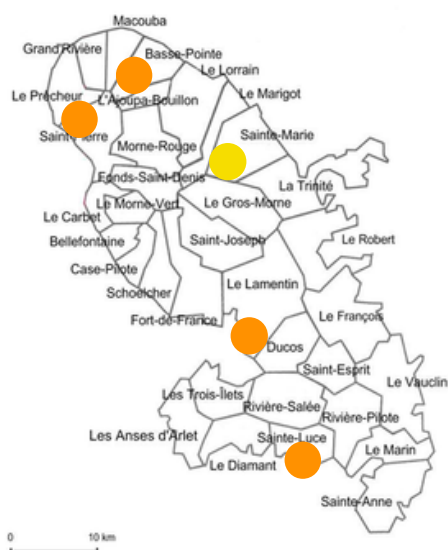 Macouba
Grand Rivière
Basse-Pointe
Le Lorrain
Le Prêcheur
L'Ajoupa-Bouillon
Le Marigot
Sainte-Marie
Morne-Rouge
Fonds-Saint-Denis
La Trinité
Le Morne-Vert
Le Gros-Morne
Le Carbet
Bellefontaine
Saint-Joseph
Le Robert
Case-Pilote
Le Lamentin
Schoelcher
Fort-de-France
Le François
Ducos
Saint-Esprit
Le Vauclin
Les Trois-Îlets
Rivière-Salée
Rivière-Pilote
Les Anses d'Arlet
Sainte-Luce
Le Marin
Le Diamant
Sainte-Anne
0 10 km